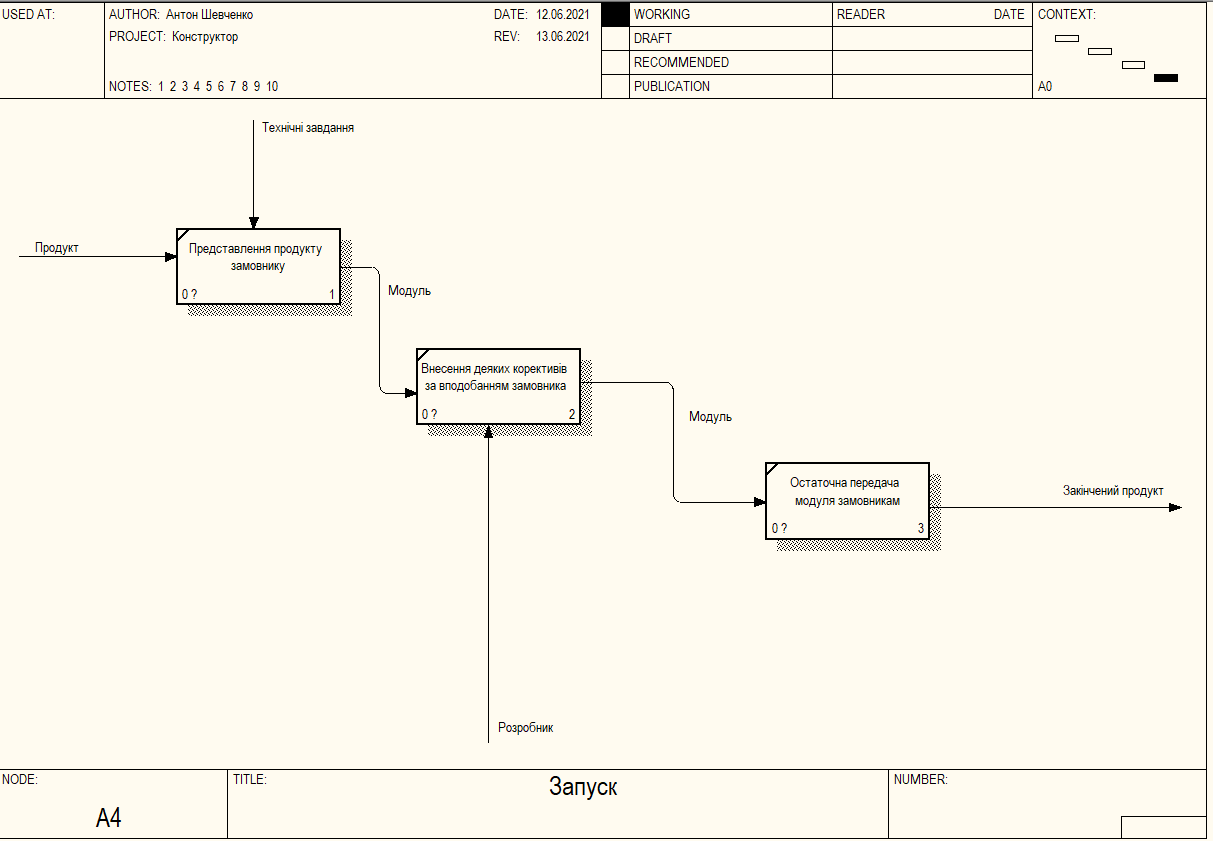 USED AT:
AUTHOR: Антон Шевченко
DATE: 12.06.2021
PROJECT: Конструктор
REV: 13.06.2021
NOTES: 1 2 3 4 5 6 7 8 9 10
WORKING
DRAFT
RECOMMENDED
PUBLICATION
READER DATE
CONTEXT:
A0
Технічні завдання
Продукт
Представлення продукту
замовнику
0 ? 1
Модуль
Внесення деяких корективів
за вподобанням замовника
0 ? 2
Модуль
Остаточна передача
модуля замовникам
0 ? 3
Закінчений продукт
Розробник
NODE:
A4
TITLE:
Запуск
NUMBER: